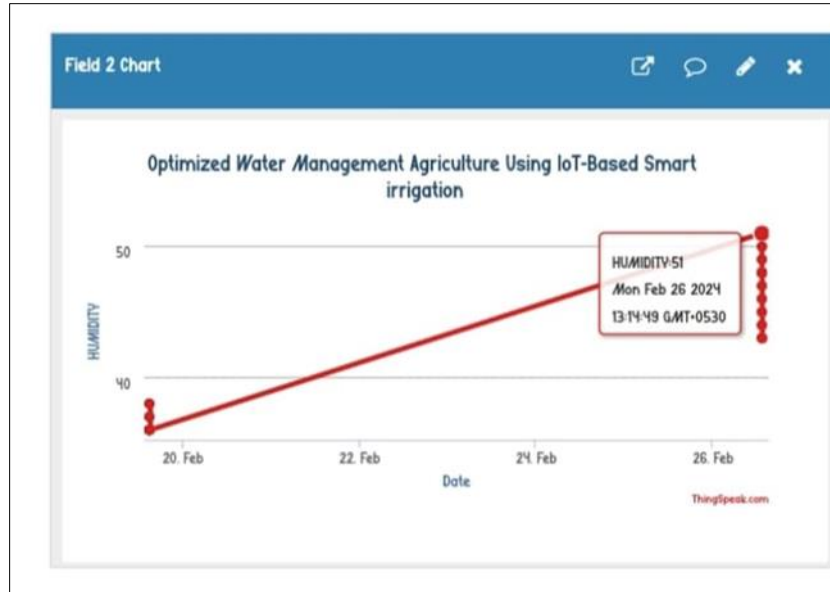 Field 2 Chart
Optimized Water Management Agriculture Using IoT-Based Smart
irrigation
50
HUMIDITY:51
Mon Feb 26 2024
13:14:49 GMT+0530
HUMIDITY
40
20. Feb
22. Feb
24. Feb
26. Feb
Date
ThingSpeak.com